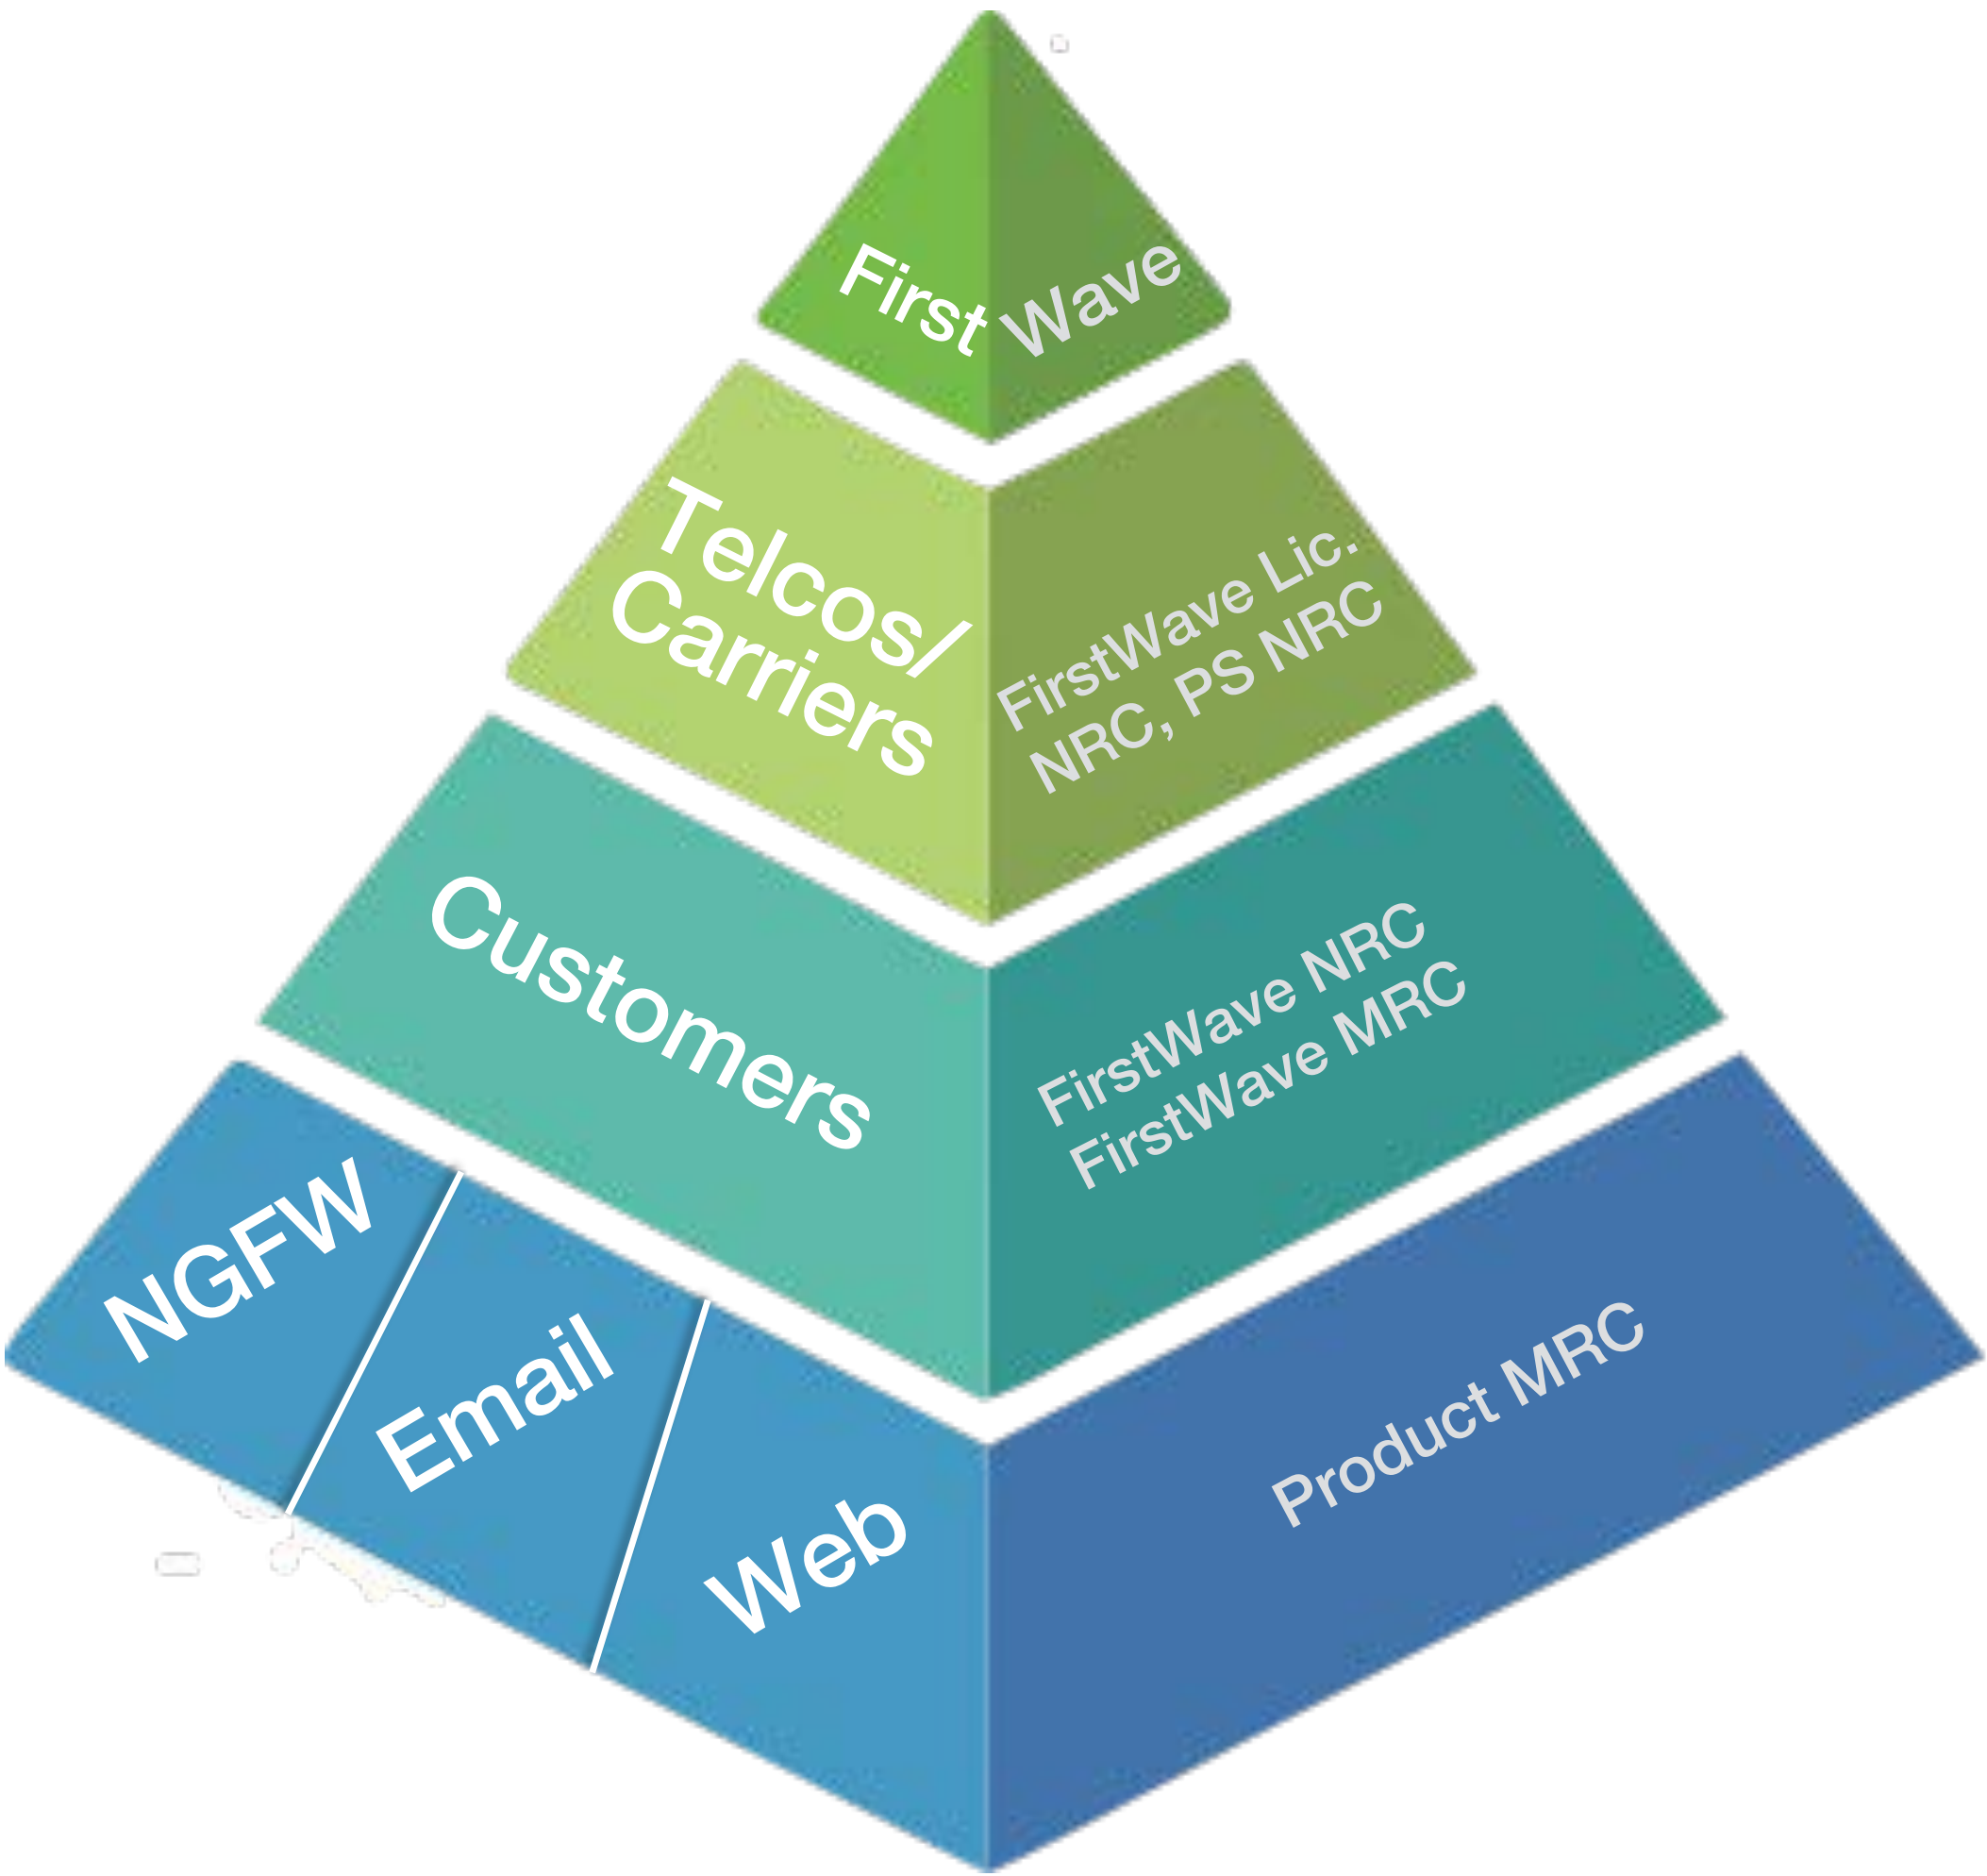 First Wave
Telcos/
Carriers
FirstWave Lic.
NRC, PS NRC
Customers
FirstWave NRC
FirstWave MRC
NGFW
Email
Web
Product MRC